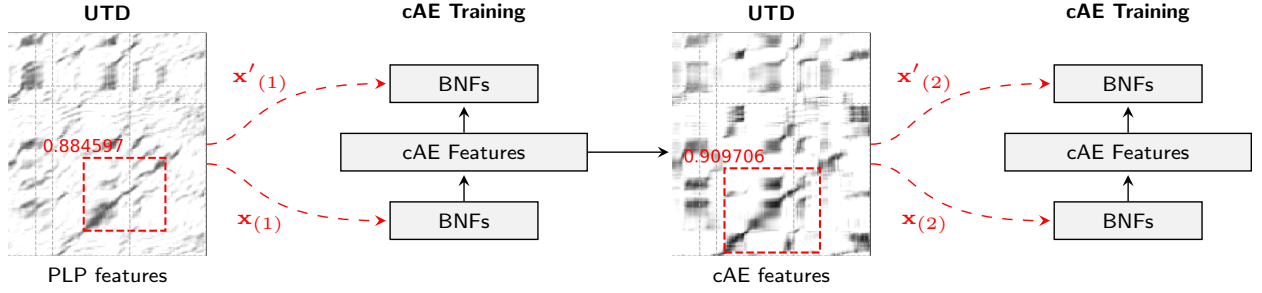 UTD
cAE Training
UTD
cAE Training
x′(1)
BNFs
x′(2)
BNFs
0.884597
cAE Features
0.909706
cAE Features
x(1)
BNFs
x(2)
BNFs
PLP features
cAE features